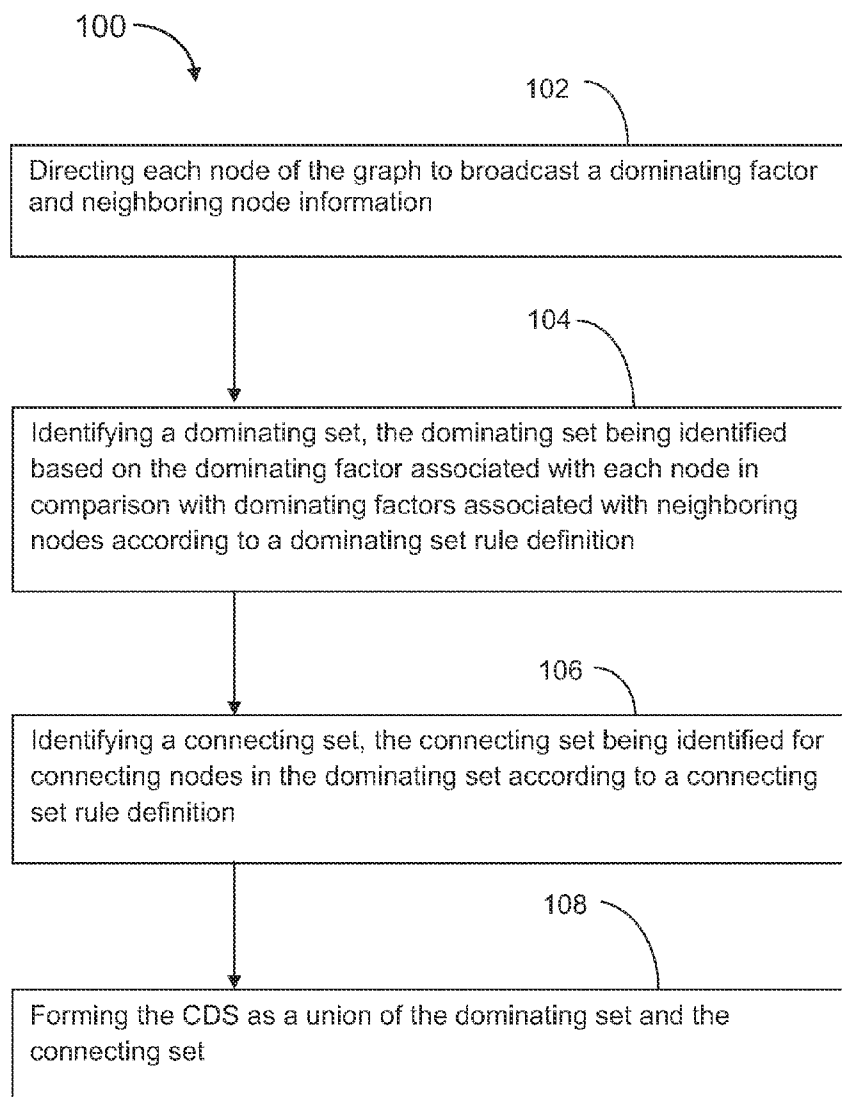 100
102
Directing each node of the graph to broadcast a dominating factor
and neighboring node information
104
Identifying a dominating set, the dominating set being identified
based on the dominating factor associated with each node in
comparison with dominating factors associated with neighboring
nodes according to a dominating set rule definition
106
Identifying a connecting set, the connecting set being identified for
connecting nodes in the dominating set according to a connecting
set rule definition
108
Forming the CDS as a union of the dominating set and the
connecting set